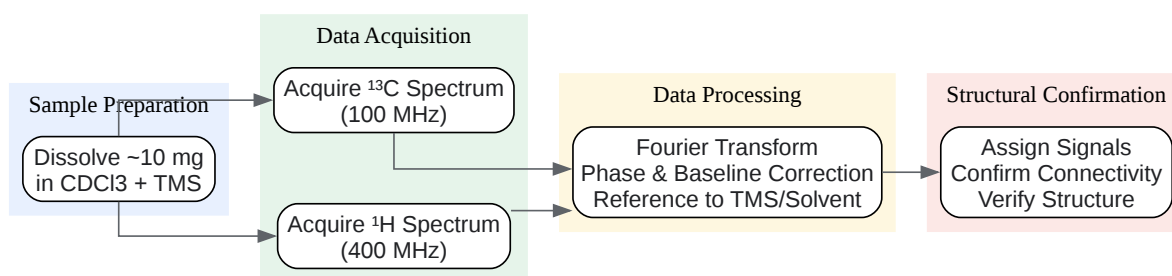 Sample Preparation
Dissolve ~10 mg
in CDCl3 + TMS
Data Acquisition
Acquire ¹³C Spectrum
(100 MHz)
Acquire ¹H Spectrum
(400 MHz)
Data Processing
Fourier Transform
Phase & Baseline Correction
Reference to TMS/Solvent
Structural Confirmation
Assign Signals
Confirm Connectivity
Verify Structure